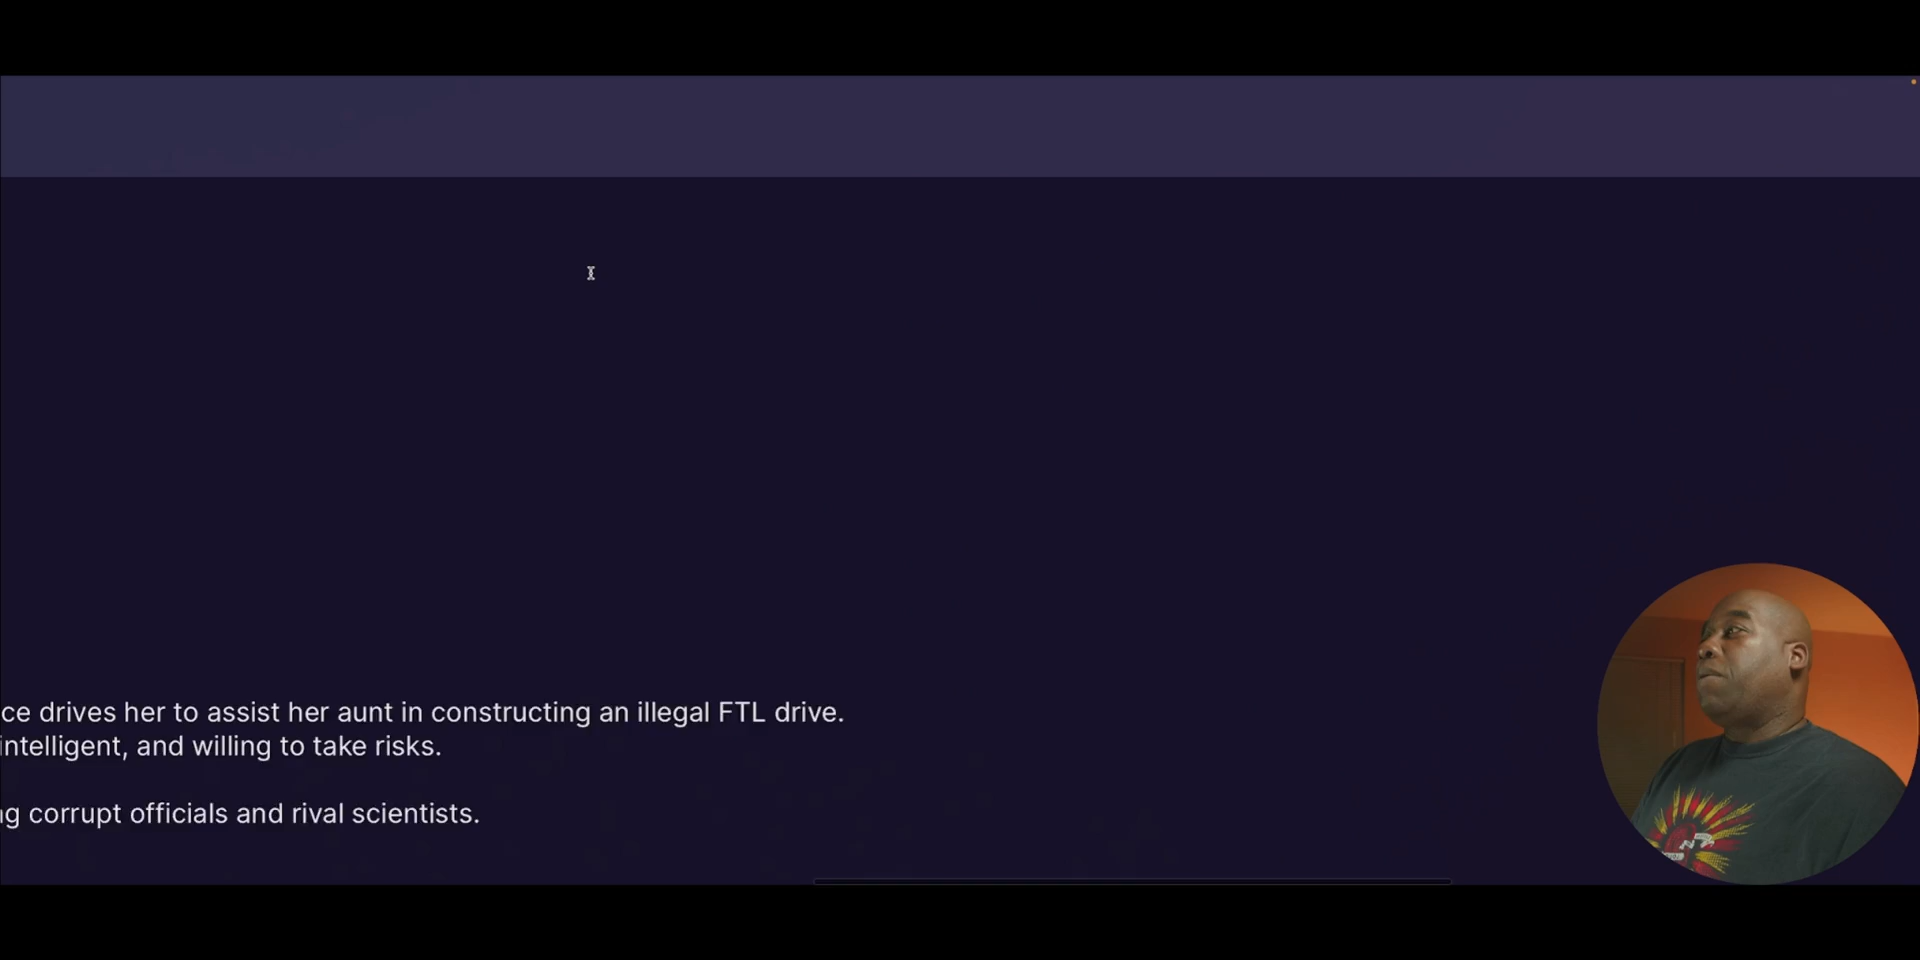 ce drives her to assist her aunt in constructing an illegal FTL drive.
intelligent, and willing to take risks.
g corrupt officials and rival scientists.